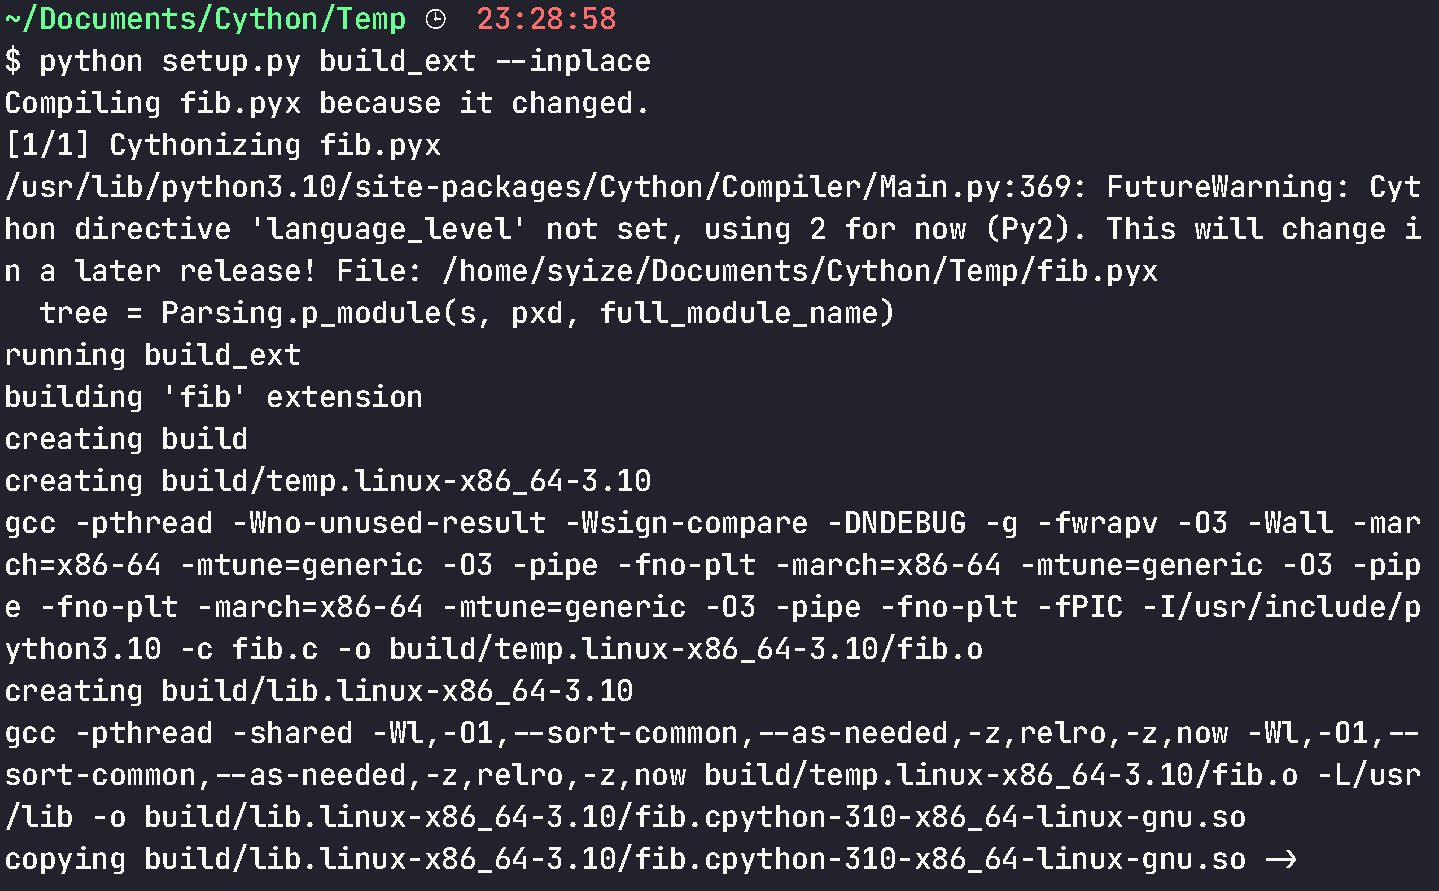 ~/Documents/Cython/Temp 23:28:58
$ python setup.py build_ext --inplace
Compiling fib.pyx because it changed.
[1/1] Cythonizing fib.pyx
/usr/lib/python3.10/site-packages/Cython/Compiler/Main.py:369: FutureWarning: Cyt
hon directive 'language_level' not set, using 2 for now (Py2). This will change i
n a later release! File: /home/syize/Documents/Cython/Temp/fib.pyx
  tree = Parsing.p_module(s, pxd, full_module_name)
running build_ext
building 'fib' extension
creating build
creating build/temp.linux-x86_64-3.10
gcc -pthread -Wno-unused-result -Wsign-compare -DNDEBUG -g -fwrapv -O3 -Wall -mar
ch=x86-64 -mtune=generic -O3 -pipe -fno-plt -march=x86-64 -mtune=generic -O3 -pip
e -fno-plt -march=x86-64 -mtune=generic -O3 -pipe -fno-plt -fPIC -I/usr/include/p
ython3.10 -c fib.c -o build/temp.linux-x86_64-3.10/fib.o
creating build/lib.linux-x86_64-3.10
gcc -pthread -shared -Wl,-O1,--sort-common,--as-needed,-z,relro,-z,now -Wl,-O1,--
sort-common,--as-needed,-z,relro,-z,now build/temp.linux-x86_64-3.10/fib.o -L/usr
/lib -o build/lib.linux-x86_64-3.10/fib.cpython-310-x86_64-linux-gnu.so
copying build/lib.linux-x86_64-3.10/fib.cpython-310-x86_64-linux-gnu.so ->